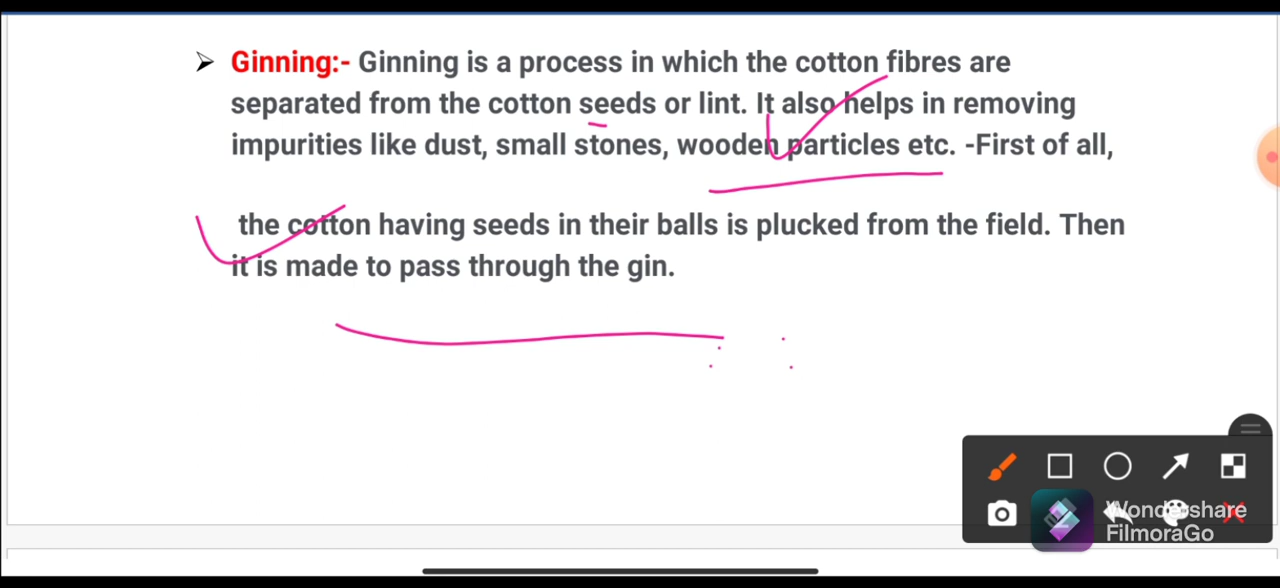 ➢ Ginning:- Ginning is a process in which the cotton fibres are
separated from the cotton seeds or lint. It also helps in removing
impurities like dust, small stones, wooden particles etc. -First of all,
the cotton having seeds in their balls is plucked from the field. Then
it is made to pass through the gin.
Wondershare
FilmoraGo